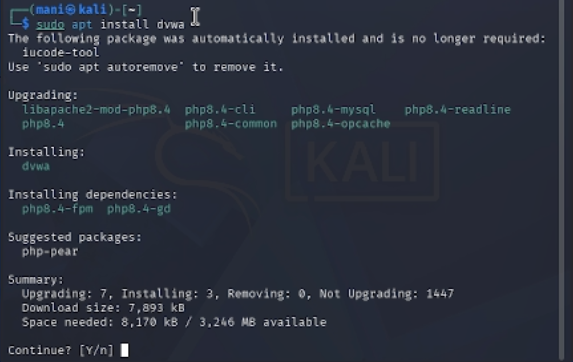 (mani㉿kali)-[~]
$ sudo apt install dvwa
The following package was automatically installed and is no longer required:
iucode-tool
Use 'sudo apt autoremove' to remove it.
Upgrading:
libapache2-mod-php8.4 php8.4-cli php8.4-mysql php8.4-readline
php8.4 php8.4-common php8.4-opcache
Installing:
dvwa
Installing dependencies:
php8.4-fpm php8.4-gd
Suggested packages:
php-pear
Summary:
Upgrading: 7, Installing: 3, Removing: 0, Not Upgrading: 1447
Download size: 7,893 kB
Space needed: 8,170 kB / 3,246 MB available
Continue? [Y/n]
KALI